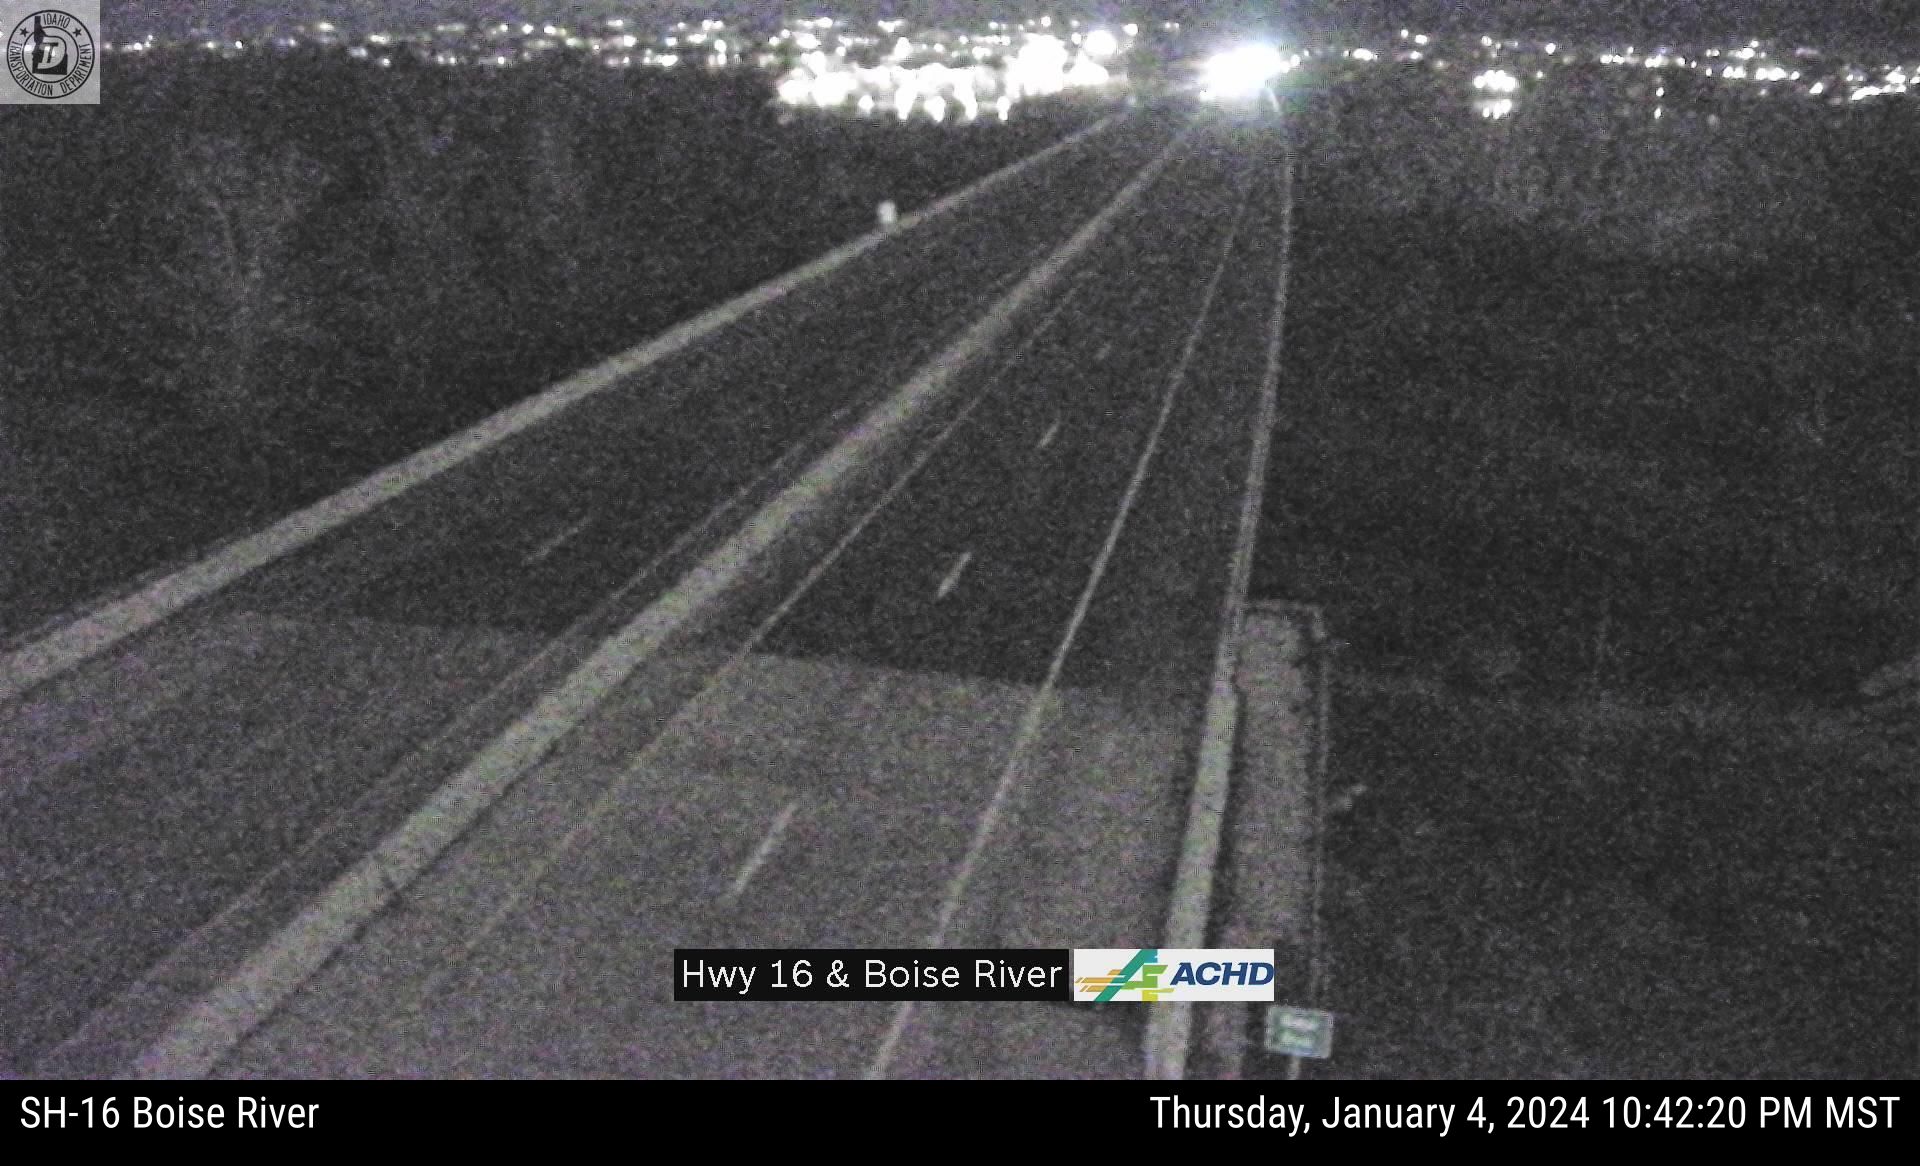 IDAHO
TRANSPORTATION DEPARTMENT
Hwy 16 & Boise River
ACHD
SH-16 Boise River
Thursday, January 4, 2024 10:42:20 PM MST